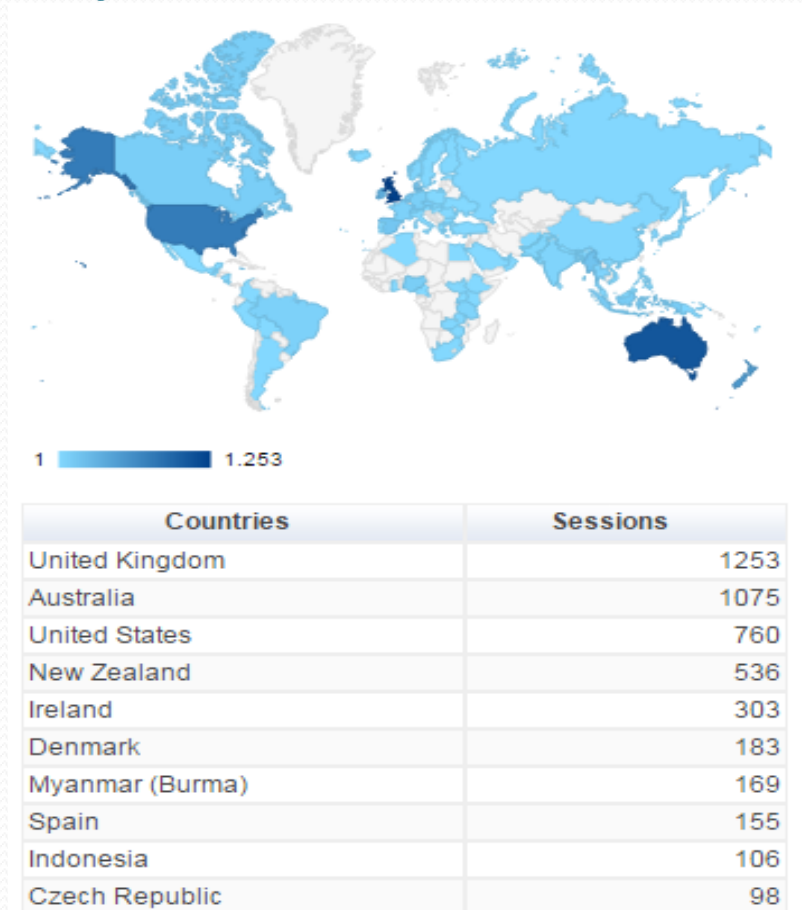 1 1.253
Countries Sessions
United Kingdom 1253
Australia 1075
United States 760
New Zealand 536
Ireland 303
Denmark 183
Myanmar (Burma) 169
Spain 155
Indonesia 106
Czech Republic 98